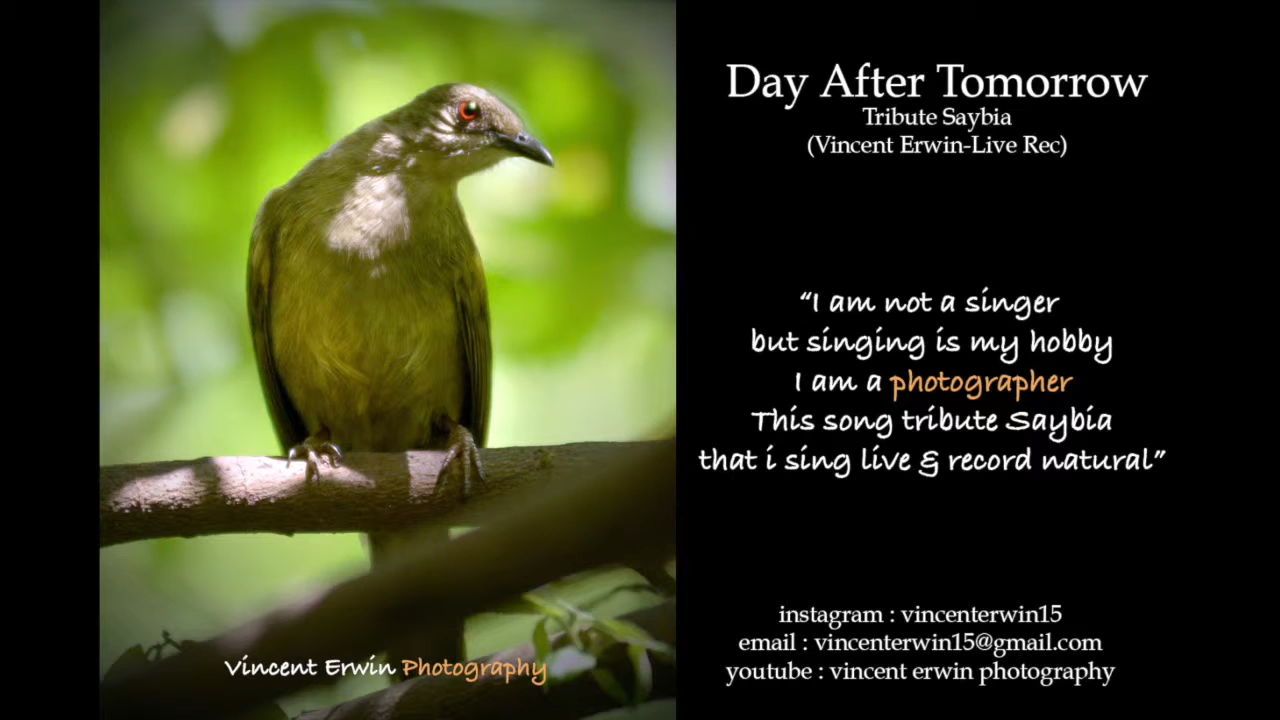 Day After Tomorrow
Tribute Saybia
(Vincent Erwin-Live Rec)
“I am not a singer
but singing is my hobby
I am a photographer
This song tribute Saybia
that i sing live & record natural”
instagram : vincenterwin15
email : vincenterwin15@gmail.com
youtube : vincent erwin photography
Vincent Erwin Photography